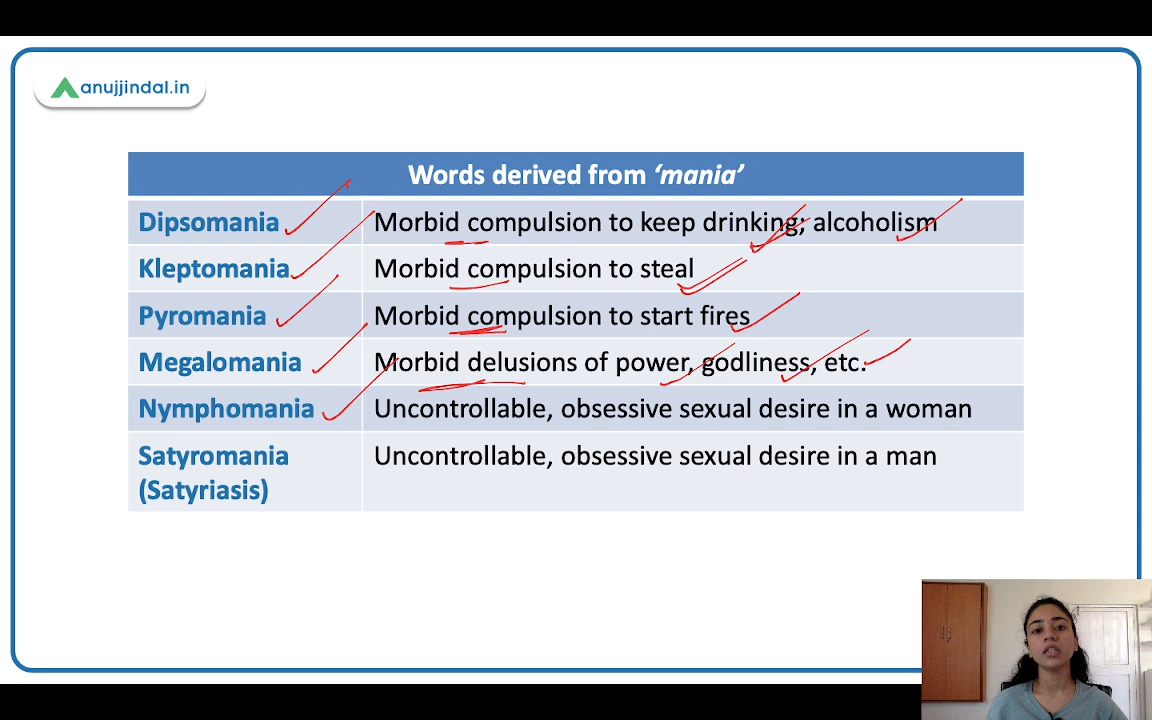 anujjindal.in
Words derived from ‘mania’
Dipsomania Morbid compulsion to keep drinking; alcoholism
Kleptomania Morbid compulsion to steal
Pyromania Morbid compulsion to start fires
Megalomania Morbid delusions of power, godliness, etc.
Nymphomania Uncontrollable, obsessive sexual desire in a woman
Satyromania Uncontrollable, obsessive sexual desire in a man
(Satyriasis)